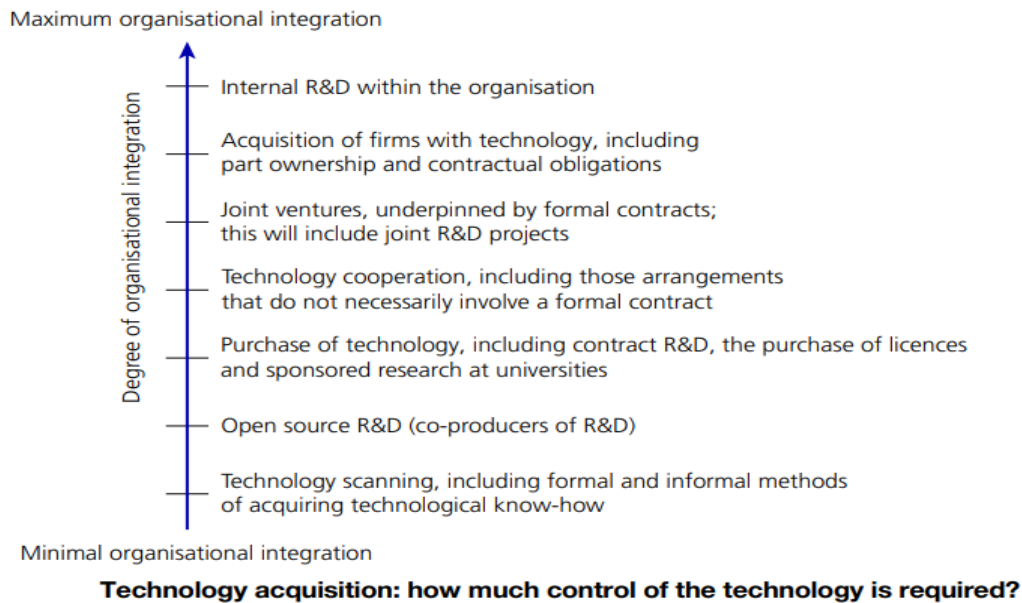 Maximum organisational integration
Degree of organisational integration
Internal R&D within the organisation
Acquisition of firms with technology, including
part ownership and contractual obligations
Joint ventures, underpinned by formal contracts;
this will include joint R&D projects
Technology cooperation, including those arrangements
that do not necessarily involve a formal contract
Purchase of technology, including contract R&D, the purchase of licences
and sponsored research at universities
Open source R&D (co-producers of R&D)
Technology scanning, including formal and informal methods
of acquiring technological know-how
Minimal organisational integration
Technology acquisition: how much control of the technology is required?